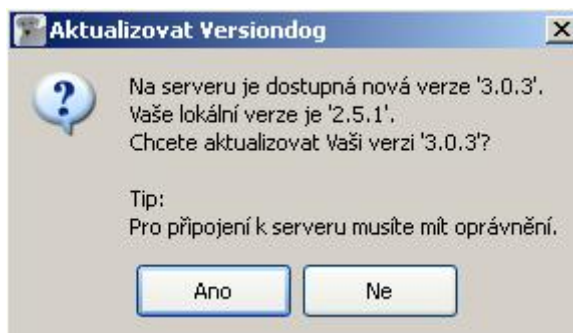 Aktualizovat Versiondog
Na serveru je dostupná nová verze '3.0.3'.
Vaše lokální verze je '2.5.1'.
Chcete aktualizovat Vaši verzi '3.0.3'?
Tip:
Pro připojení k serveru musíte mít oprávnění.
Ano
Ne